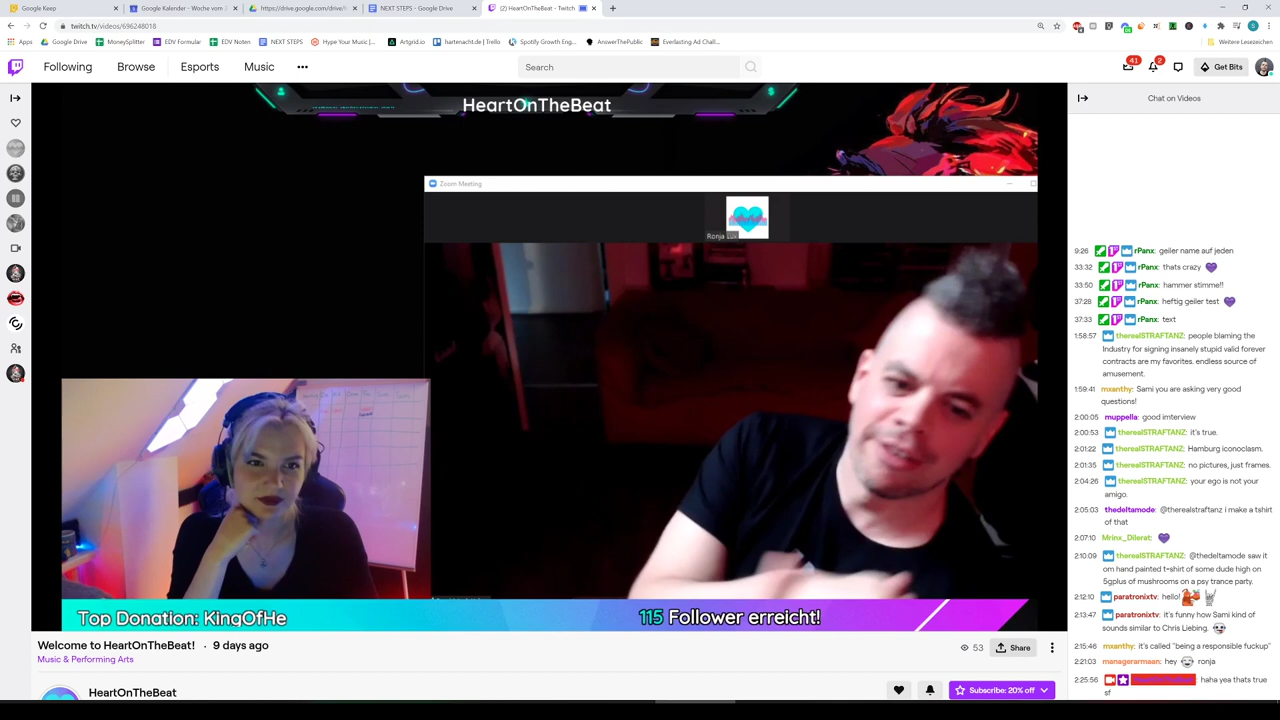 Google Keep
Google Kalender - Woche vom 3
https://drive.google.com/drive/f
NEXT STEPS - Google Drive
(2) HeartOnTheBeat - Twitch
twitch.tv/videos/696248018
Apps
Google Drive
MoneySplitter
EDV Formular
EDV Noten
NEXT STEPS
Hype Your Music |...
Artgrid.io
hartenacht.de | Trello
Spotify Growth Eng...
AnswerThePublic
Everlasting Ad Chall...
Weitere Lesezeichen
Following
Browse
Esports
Music
Search
41
2
Get Bits
HeartOnTheBeat
Zoom Meeting
Ronja Lux
Top Donation: KIngOfHe
115 Follower erreicht!
Welcome to HeartOnTheBeat! · 9 days ago
53
Share
Music & Performing Arts
HeartOnTheBeat
Subscribe: 20% off
Chat on Videos
9:26 rPanx: geiler name auf jeden
33:32 rPanx: thats crazy
33:50 rPanx: hammer stimme!!
37:28 rPanx: heftig geiler test
37:33 rPanx: text
1:58:57 therealSTRAFTANZ: people blaming the
Industry for signing insanely stupid valid forever
contracts are my favorites. endless source of
amusement.
1:59:41 mxanthy: Sami you are asking very good
questions!
2:00:05 muppella: good imterview
2:00:53 therealSTRAFTANZ: it's true.
2:01:22 therealSTRAFTANZ: Hamburg iconoclasm.
2:01:35 therealSTRAFTANZ: no pictures, just frames.
2:04:26 therealSTRAFTANZ: your ego is not your
amigo.
2:05:03 thedeltamode: @therealstraftanz i make a tshirt
of that
2:07:10 Mrinx_Dilerat:
2:10:09 therealSTRAFTANZ: @thedeltamode saw it
om hand painted t-shirt of some dude high on
5gplus of mushrooms on a psy trance party.
2:12:10 paratronixtv: hello!
2:13:47 paratronixtv: it's funny how Sami kind of
sounds similar to Chris Liebing.
2:15:46 mxanthy: it's called "being a responsible fuckup"
2:21:03 managerarmaan: hey ronja
2:25:56 HeartOnTheBeat: haha yea thats true
sf